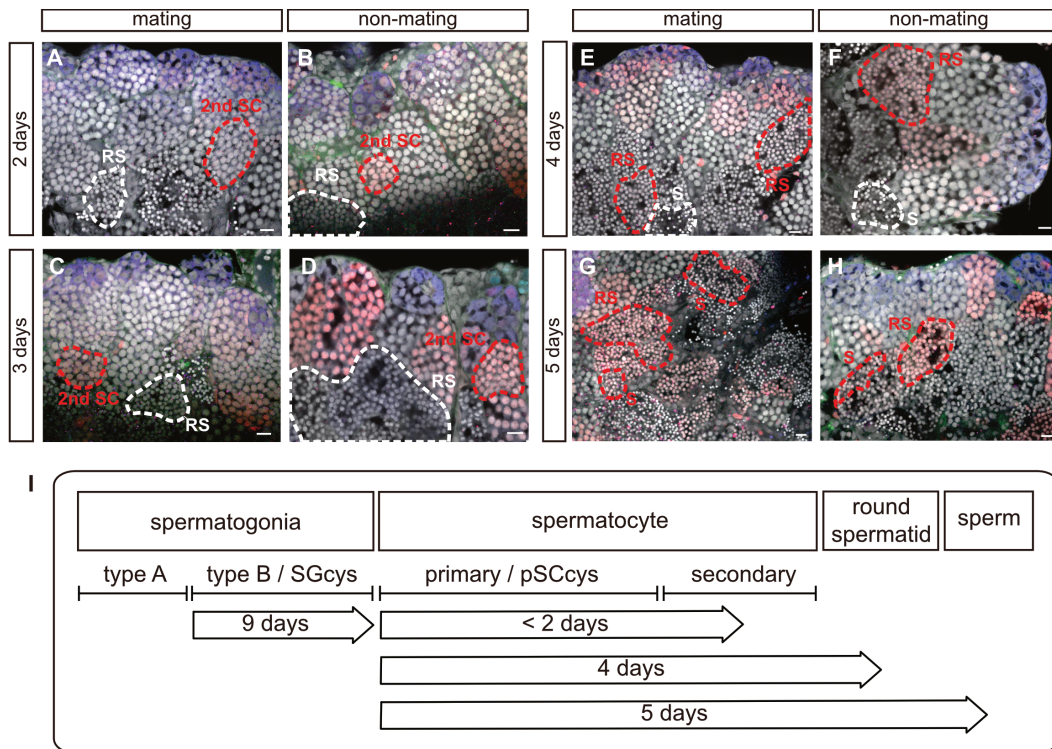 mating
non-mating
mating
non-mating
2 days
A
2nd SC
RS
B
2nd SC
RS
4 days
E
RS
RS
S
F
RS
S
3 days
C
2nd SC
RS
D
2nd SC
RS
5 days
G
RS
S
S
H
RS
S
I
spermatogonia
spermatocyte
round
spermatid
sperm
type A
type B / SGcys
primary / pSCcys
secondary
9 days
< 2 days
4 days
5 days